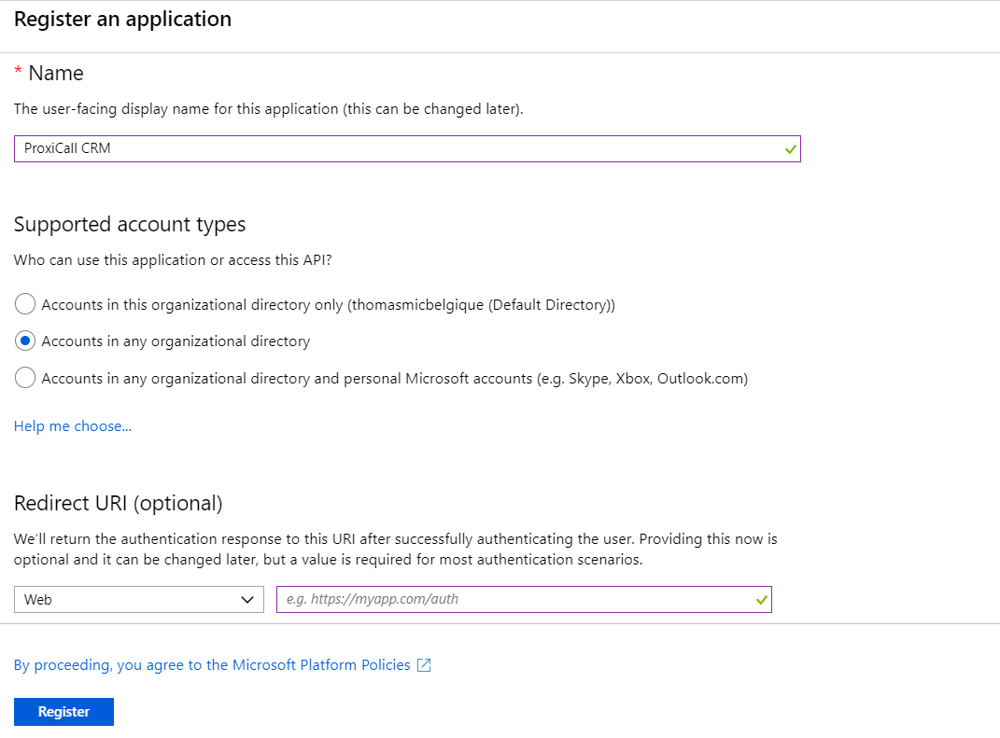 Register an application
* Name
The user-facing display name for this application (this can be changed later).
ProxiCall CRM
Supported account types
Who can use this application or access this API?
Accounts in this organizational directory only (thomasmicbelgique (Default Directory))
Accounts in any organizational directory
Accounts in any organizational directory and personal Microsoft accounts (e.g. Skype, Xbox, Outlook.com)
Help me choose...
Redirect URI (optional)
We'll return the authentication response to this URI after successfully authenticating the user. Providing this now is
optional and it can be changed later, but a value is required for most authentication scenarios.
Web
e.g. https://myapp.com/auth
By proceeding, you agree to the Microsoft Platform Policies
Register